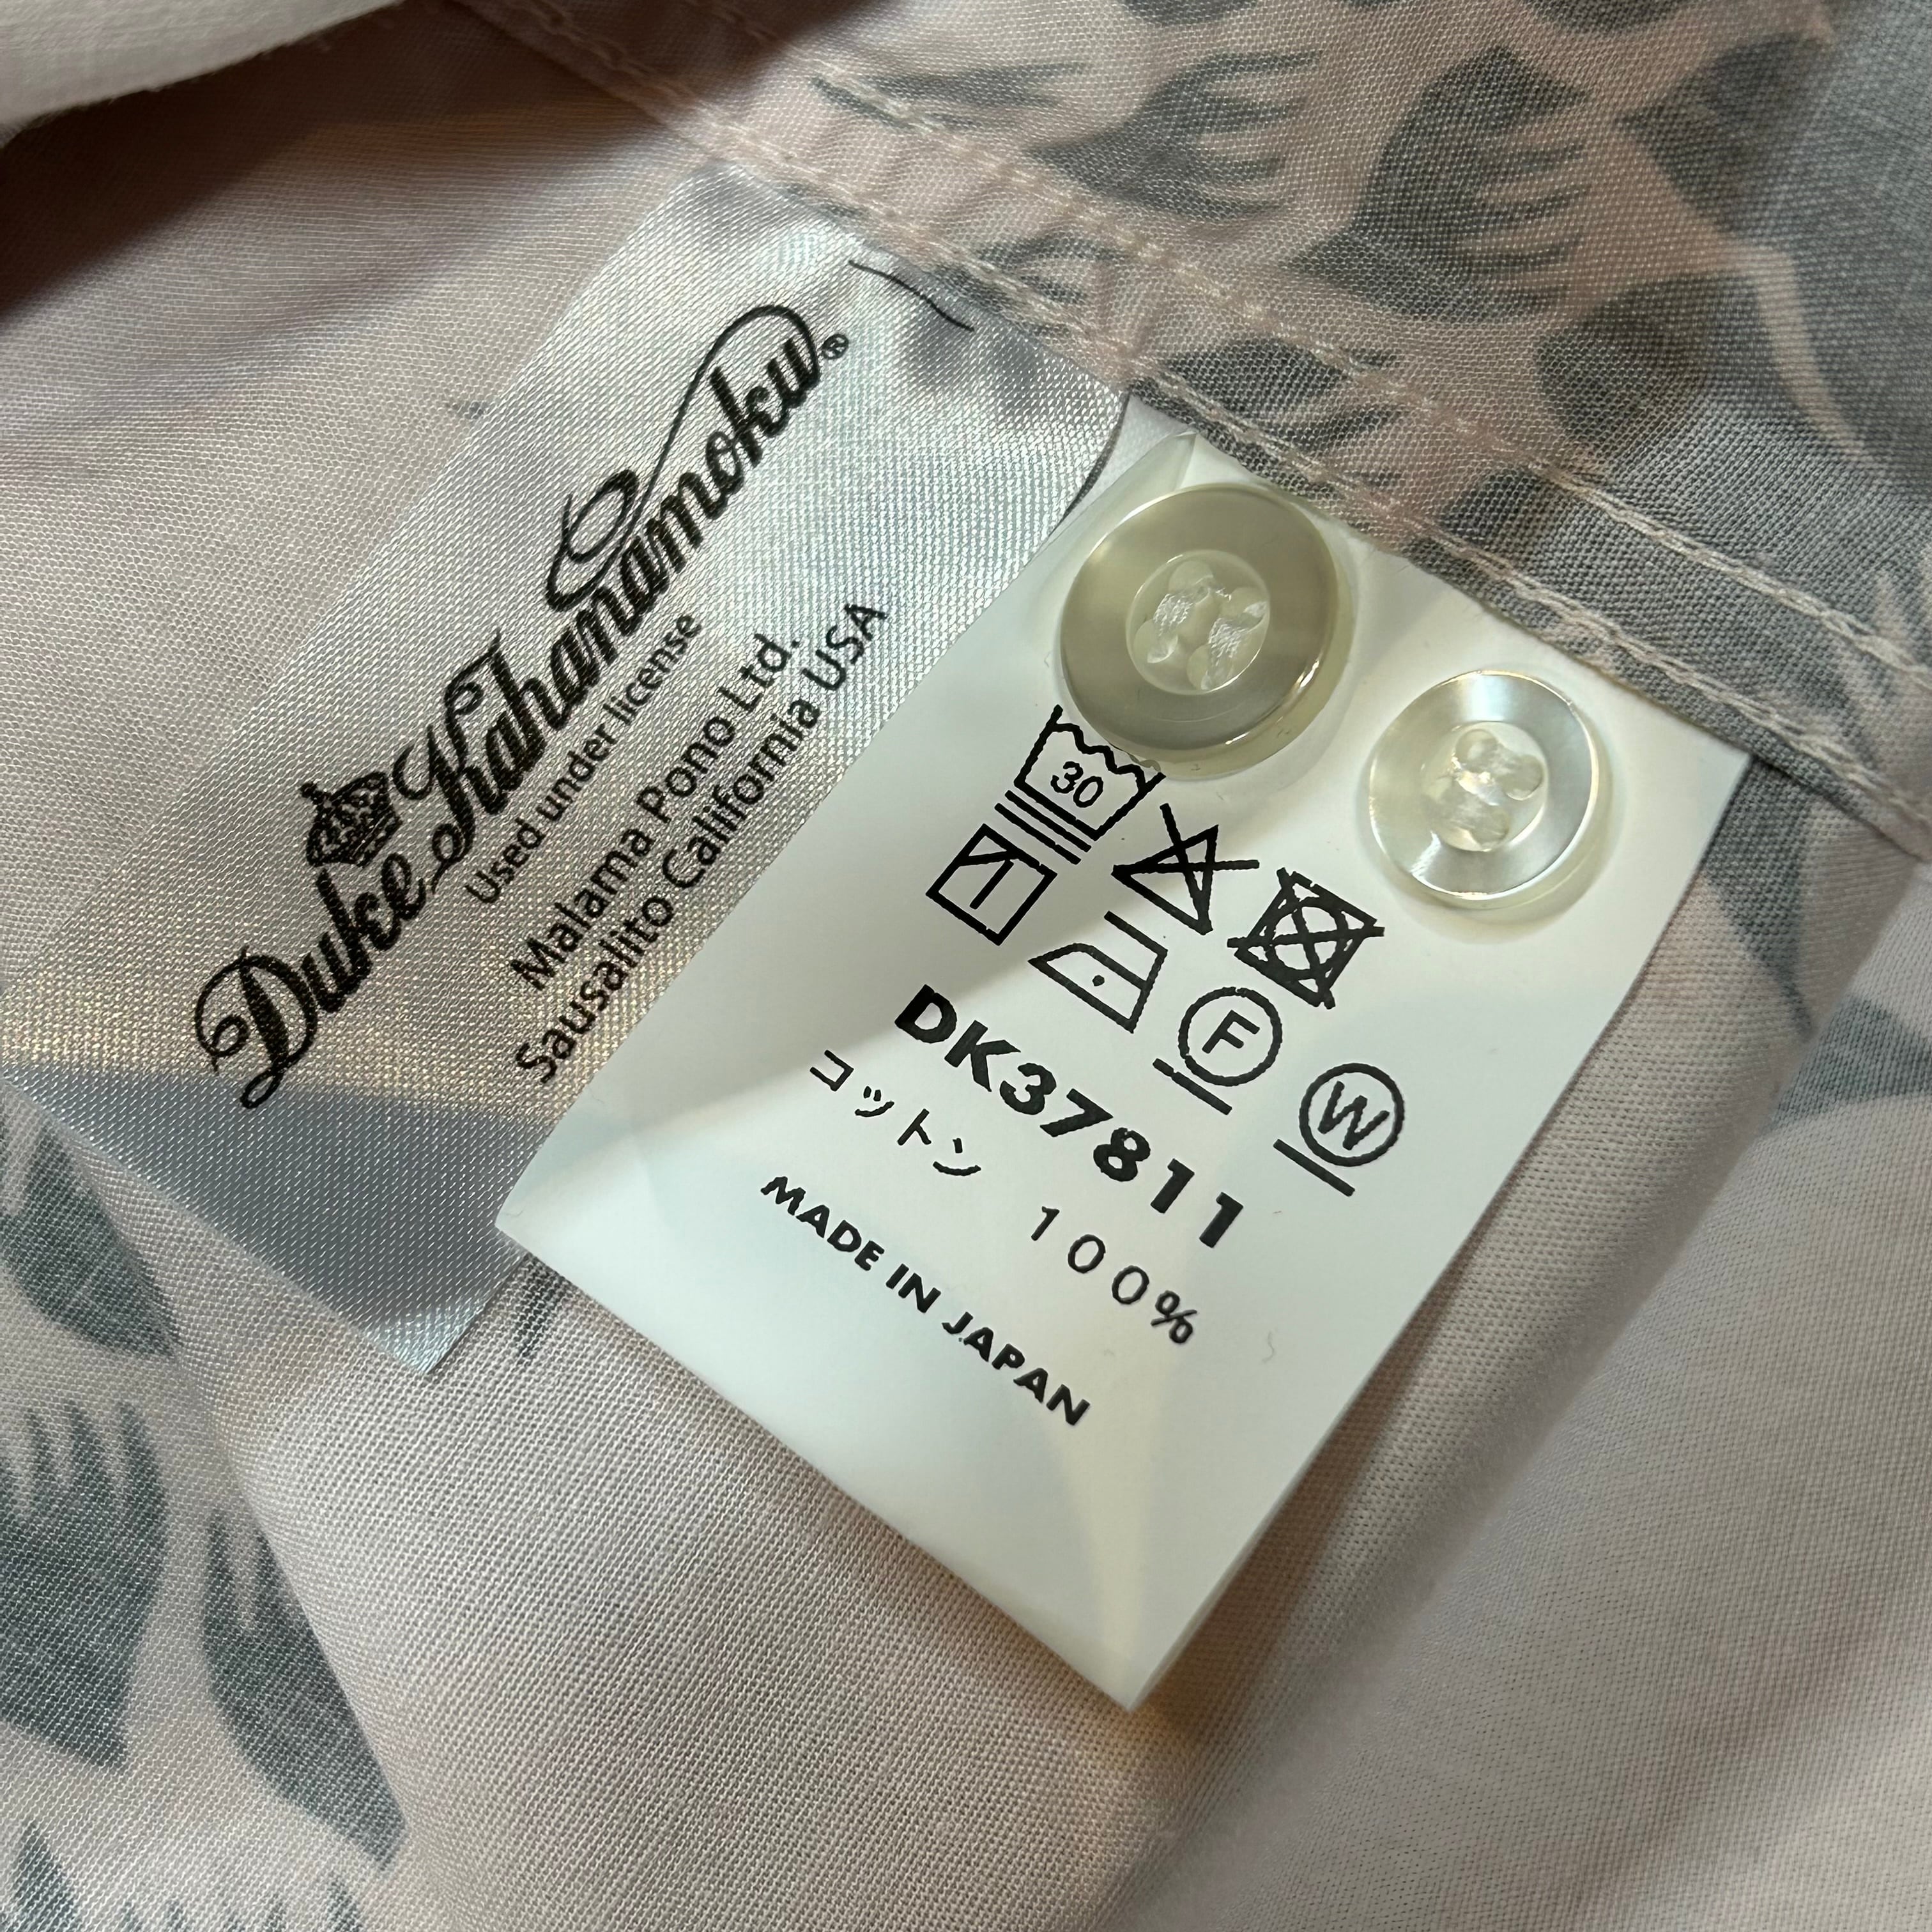 Duke Kahanamoku®
Used under license
Malama Pono Ltd.
Sausalito California USA
30
F
W
DK37811
コットン 100%
MADE IN JAPAN